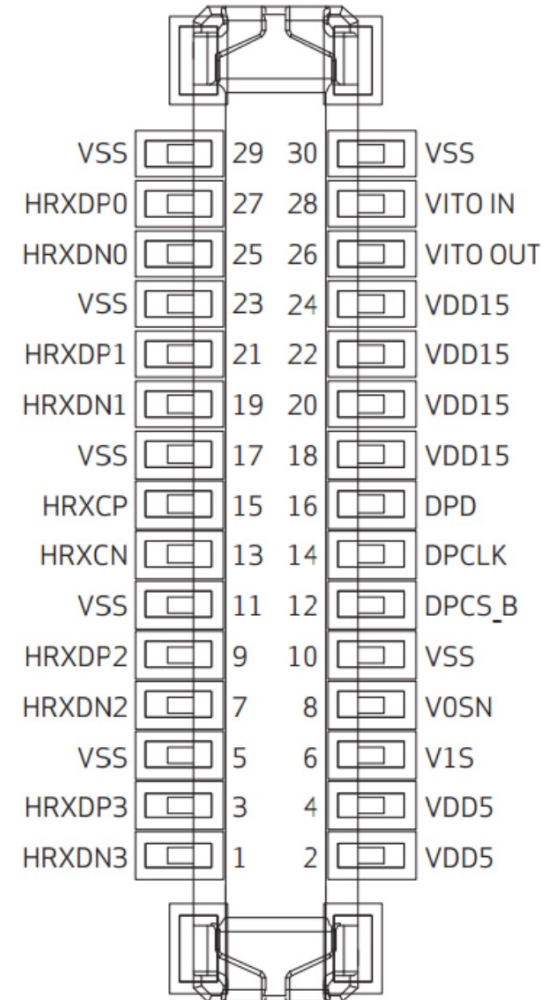 VSS 29 30 VSS
HRXDP0 27 28 VITO IN
HRXDN0 25 26 VITO OUT
VSS 23 24 VDD15
HRXDP1 21 22 VDD15
HRXDN1 19 20 VDD15
VSS 17 18 VDD15
HRXCP 15 16 DPD
HRXCN 13 14 DPCLK
VSS 11 12 DPCS_B
HRXDP2 9 10 VSS
HRXDN2 7 8 V0SN
VSS 5 6 V1S
HRXDP3 3 4 VDD5
HRXDN3 1 2 VDD5